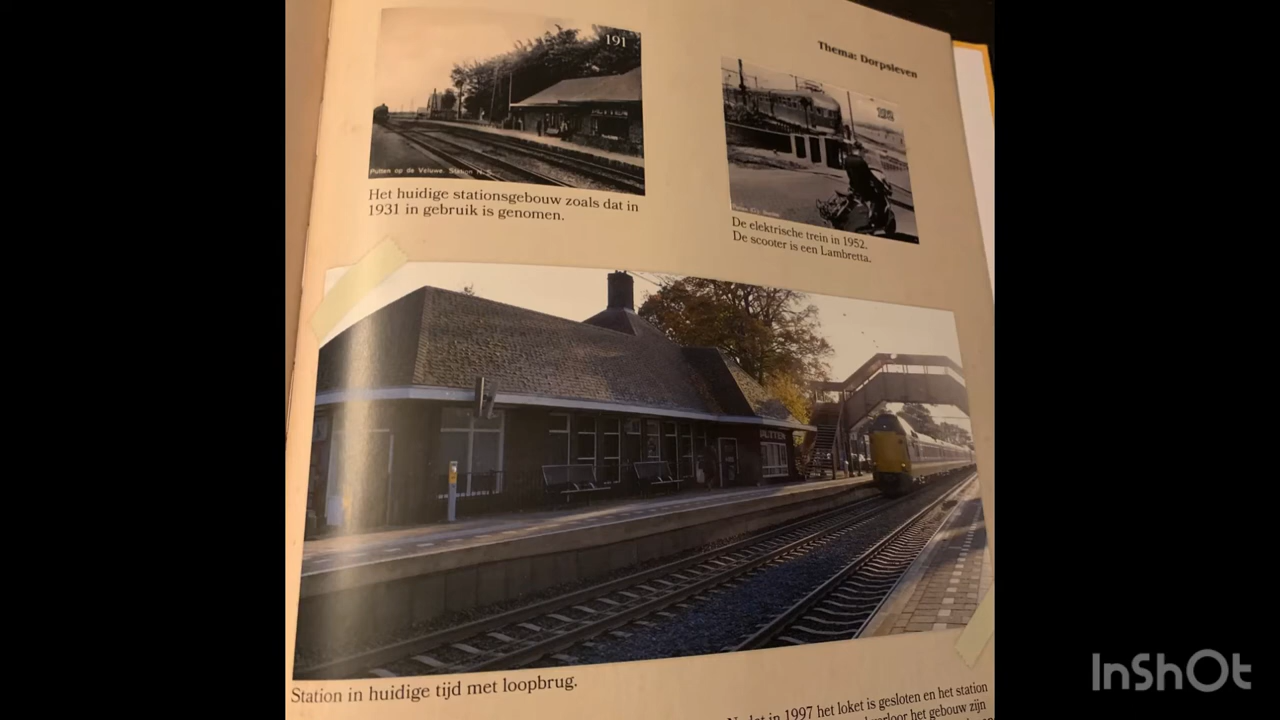 191
Thema: Dorpsleven
Putten op de Veluwe. Station N.S.
Het huidige stationsgebouw zoals dat in
1931 in gebruik is genomen.
De elektrische trein in 1952.
De scooter is een Lambretta.
PUTTEN
Station in huidige tijd met loopbrug.
dat in 1997 het loket is gesloten en het station
het gebouw zijn
InShOt